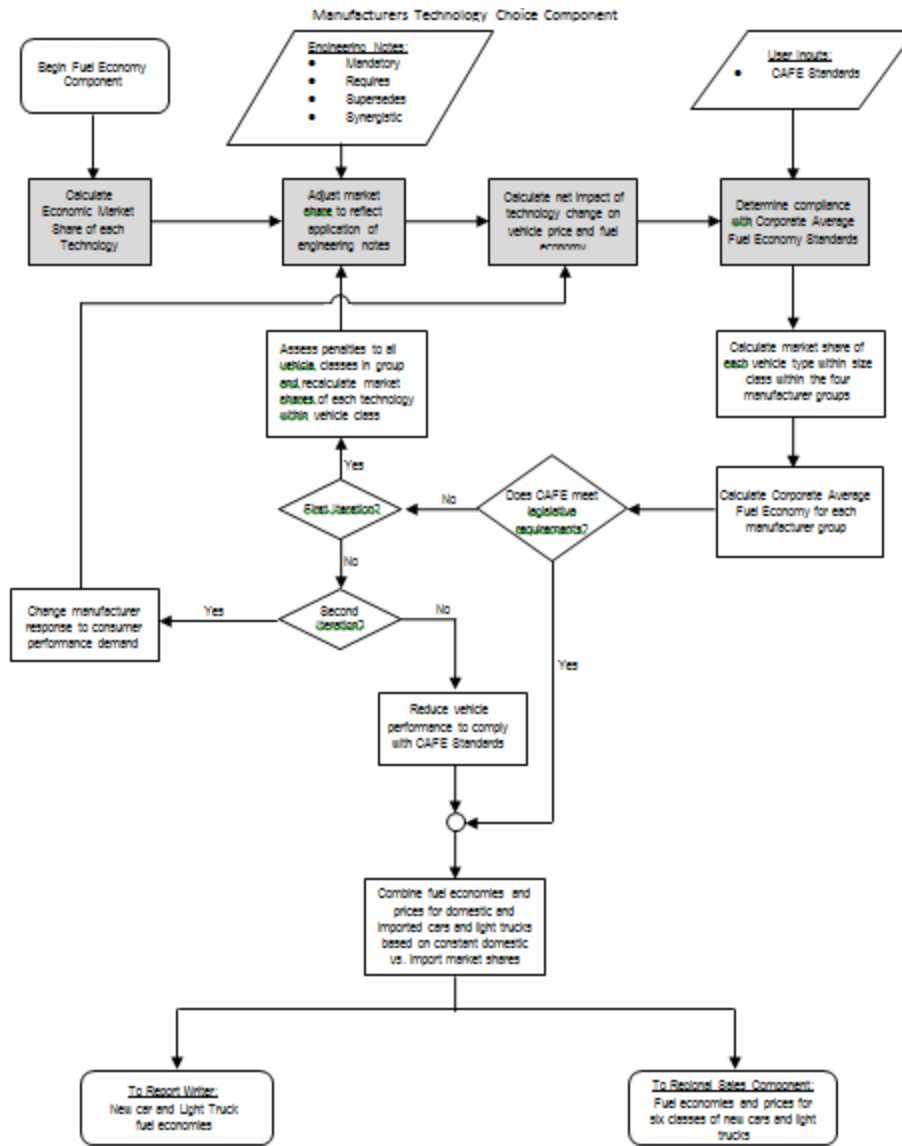 Manufacturers Technology Choice Component
Begin Fuel Economy
Component
Engineering Notes:
● Mandatory
● Requires
● Supersedes
● Synergistic
User Inputs:
● CAFE Standards
Calculate
Economic Market
Share of each
Technology
Adjust market
share to reflect
application of
engineering notes
Calculate net impact of
technology change on
vehicle price and fuel
economy
Determine compliance
with Corporate Average
Fuel Economy Standards
Assess penalties to all
vehicle classes in group
and recalculate market
shares of each technology
within vehicle class
Calculate market share of
each vehicle type within size
class within the four
manufacturer groups
Yes
First Iteration?
No
Does CAFE meet
legislative
requirements?
Calculate Corporate Average
Fuel Economy for each
manufacturer group
No
Change manufacturer
response to consumer
performance demand
Yes
Second
Iteration?
No
Yes
Reduce vehicle
performance to comply
with CAFE Standards
Combine fuel economies and
prices for domestic and
imported cars and light trucks
based on constant domestic
vs. import market shares
To Report Writer:
New car and Light Truck
fuel economies
To Regional Sales Component:
Fuel economies and prices for
six classes of new cars and light
trucks